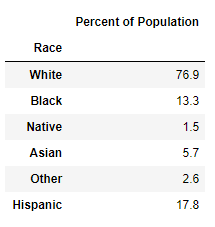 Percent of Population
Race
White 76.9
Black 13.3
Native 1.5
Asian 5.7
Other 2.6
Hispanic 17.8